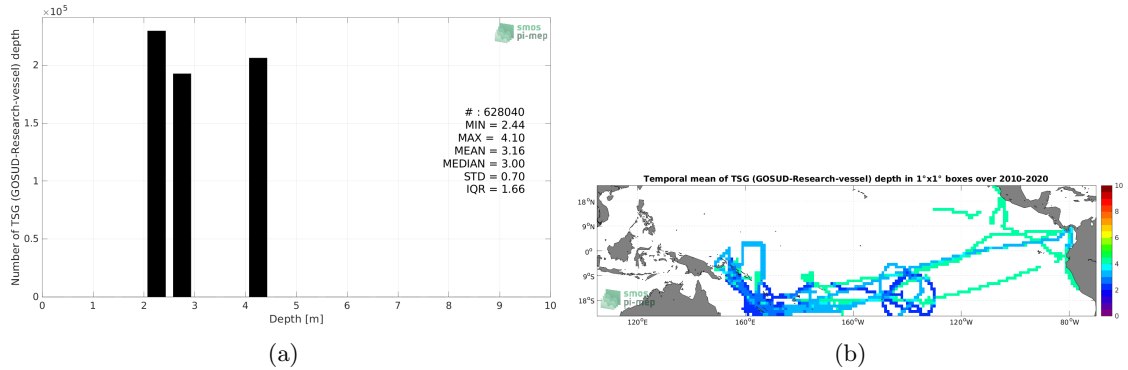 ×10⁵
smos
pi-mep
Number of TSG (GOSUD-Research-vessel) depth
2
1.5
1
0.5
0
# : 628040
MIN = 2.44
MAX = 4.10
MEAN = 3.16
MEDIAN = 3.00
STD = 0.70
IQR = 1.66
0 1 2 3 4 5 6 7 8 9 10
Depth [m]
(a)
Temporal mean of TSG (GOSUD-Research-vessel) depth in 1°x1° boxes over 2010-2020
18°N
9°N
0°
9°S
18°S
smos
pi-mep
120°E 160°E 160°W 120°W 80°W
10
8
6
4
2
0
(b)